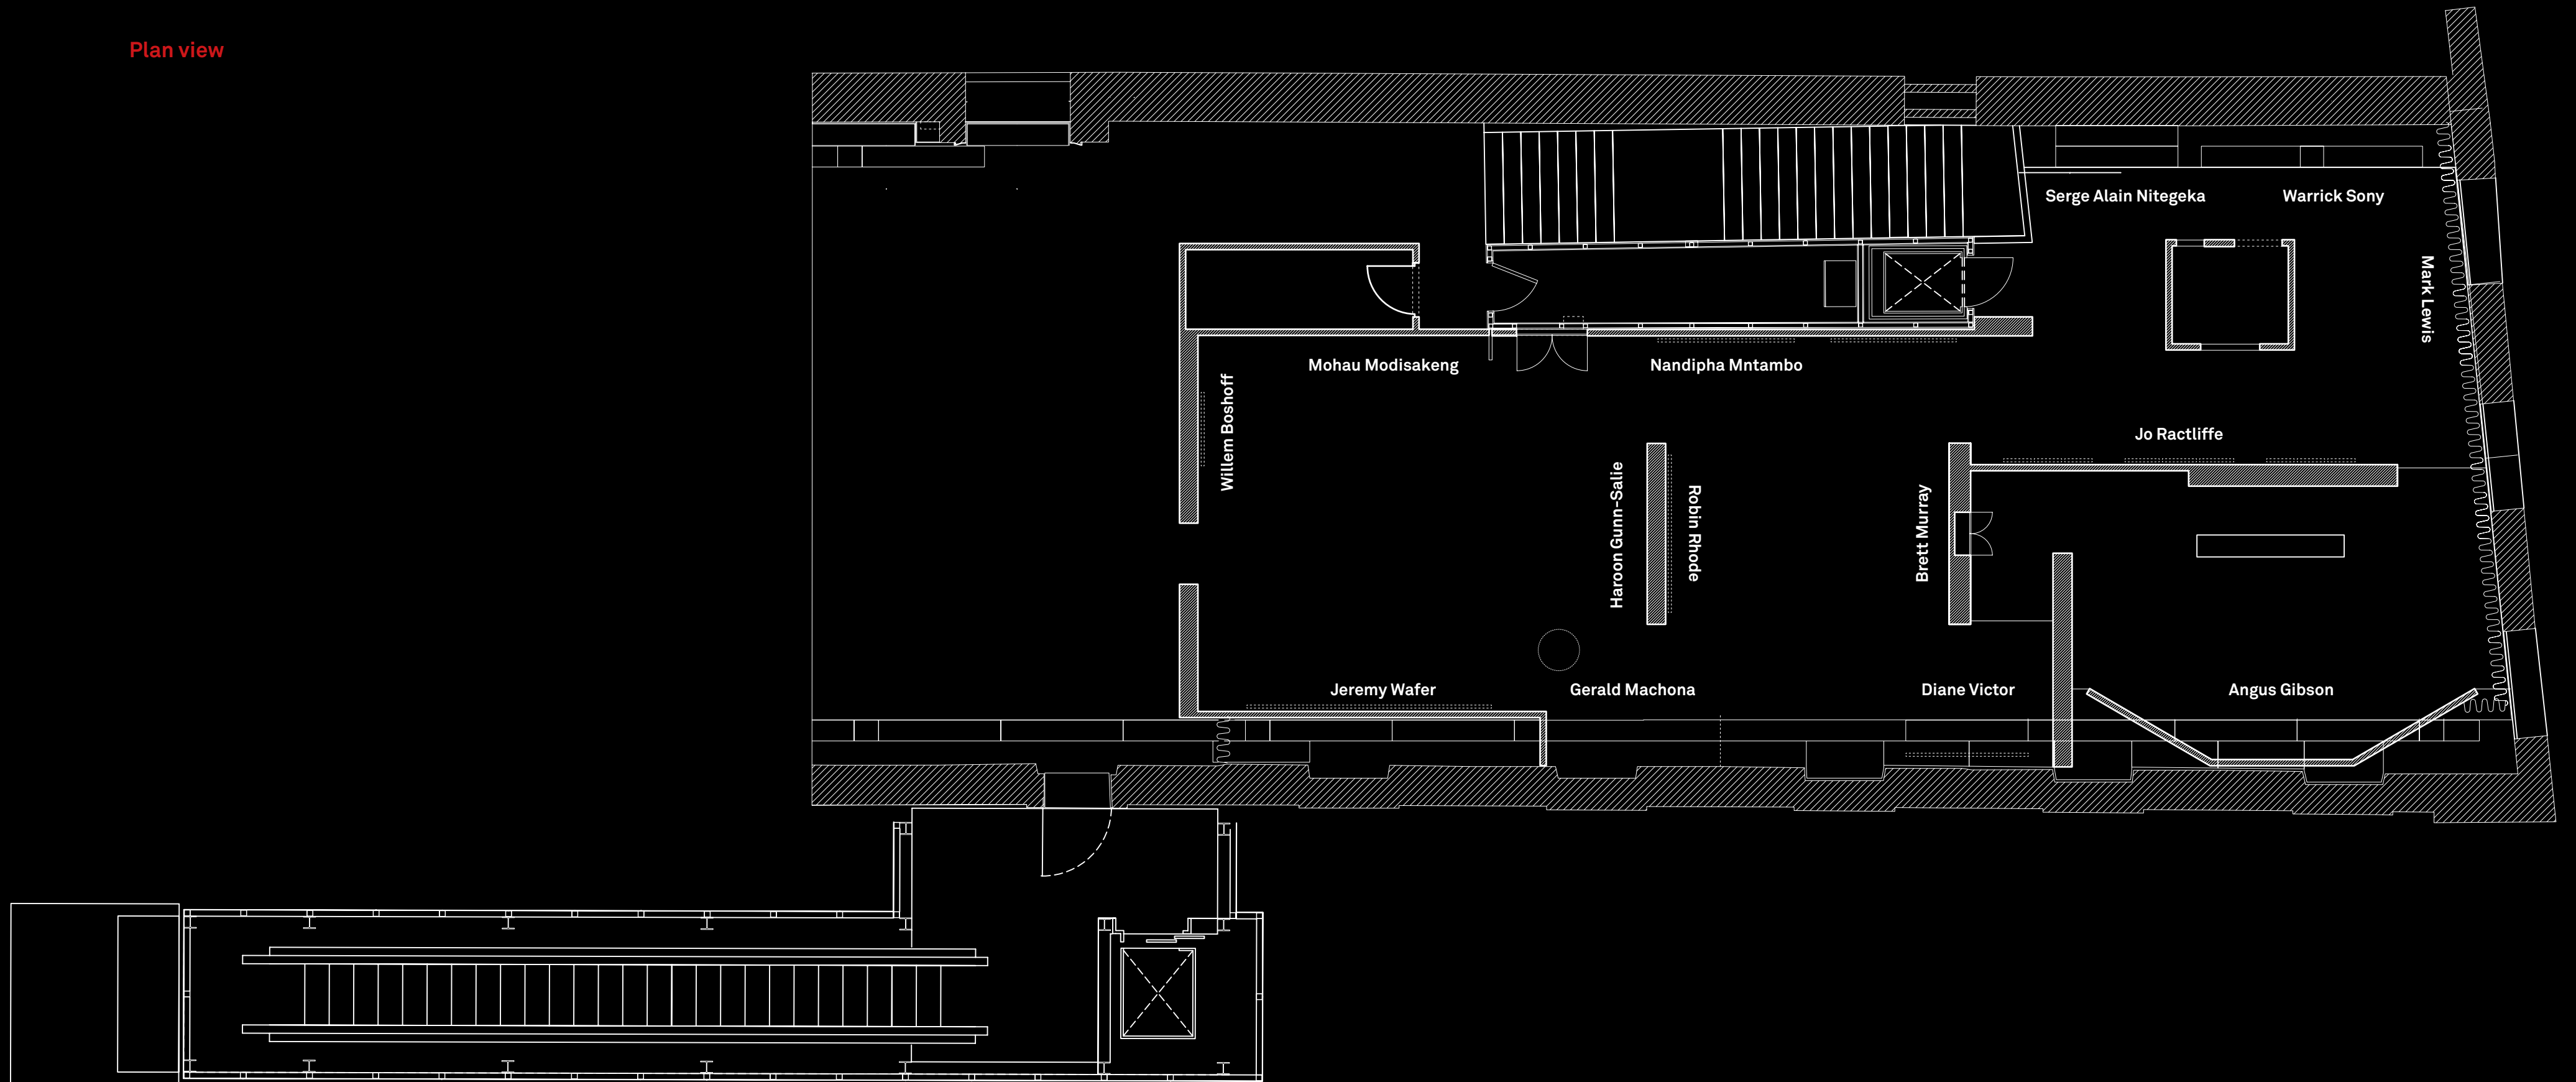 Plan view
Serge Alain Nitegeka
Warrick Sony
Mark Lewis
Mohau Modisakeng
Nandipha Mntambo
Willem Boshoff
Jo Ractliffe
Haroon Gunn-Salie
Robin Rhode
Brett Murray
Jeremy Wafer
Gerald Machona
Diane Victor
Angus Gibson